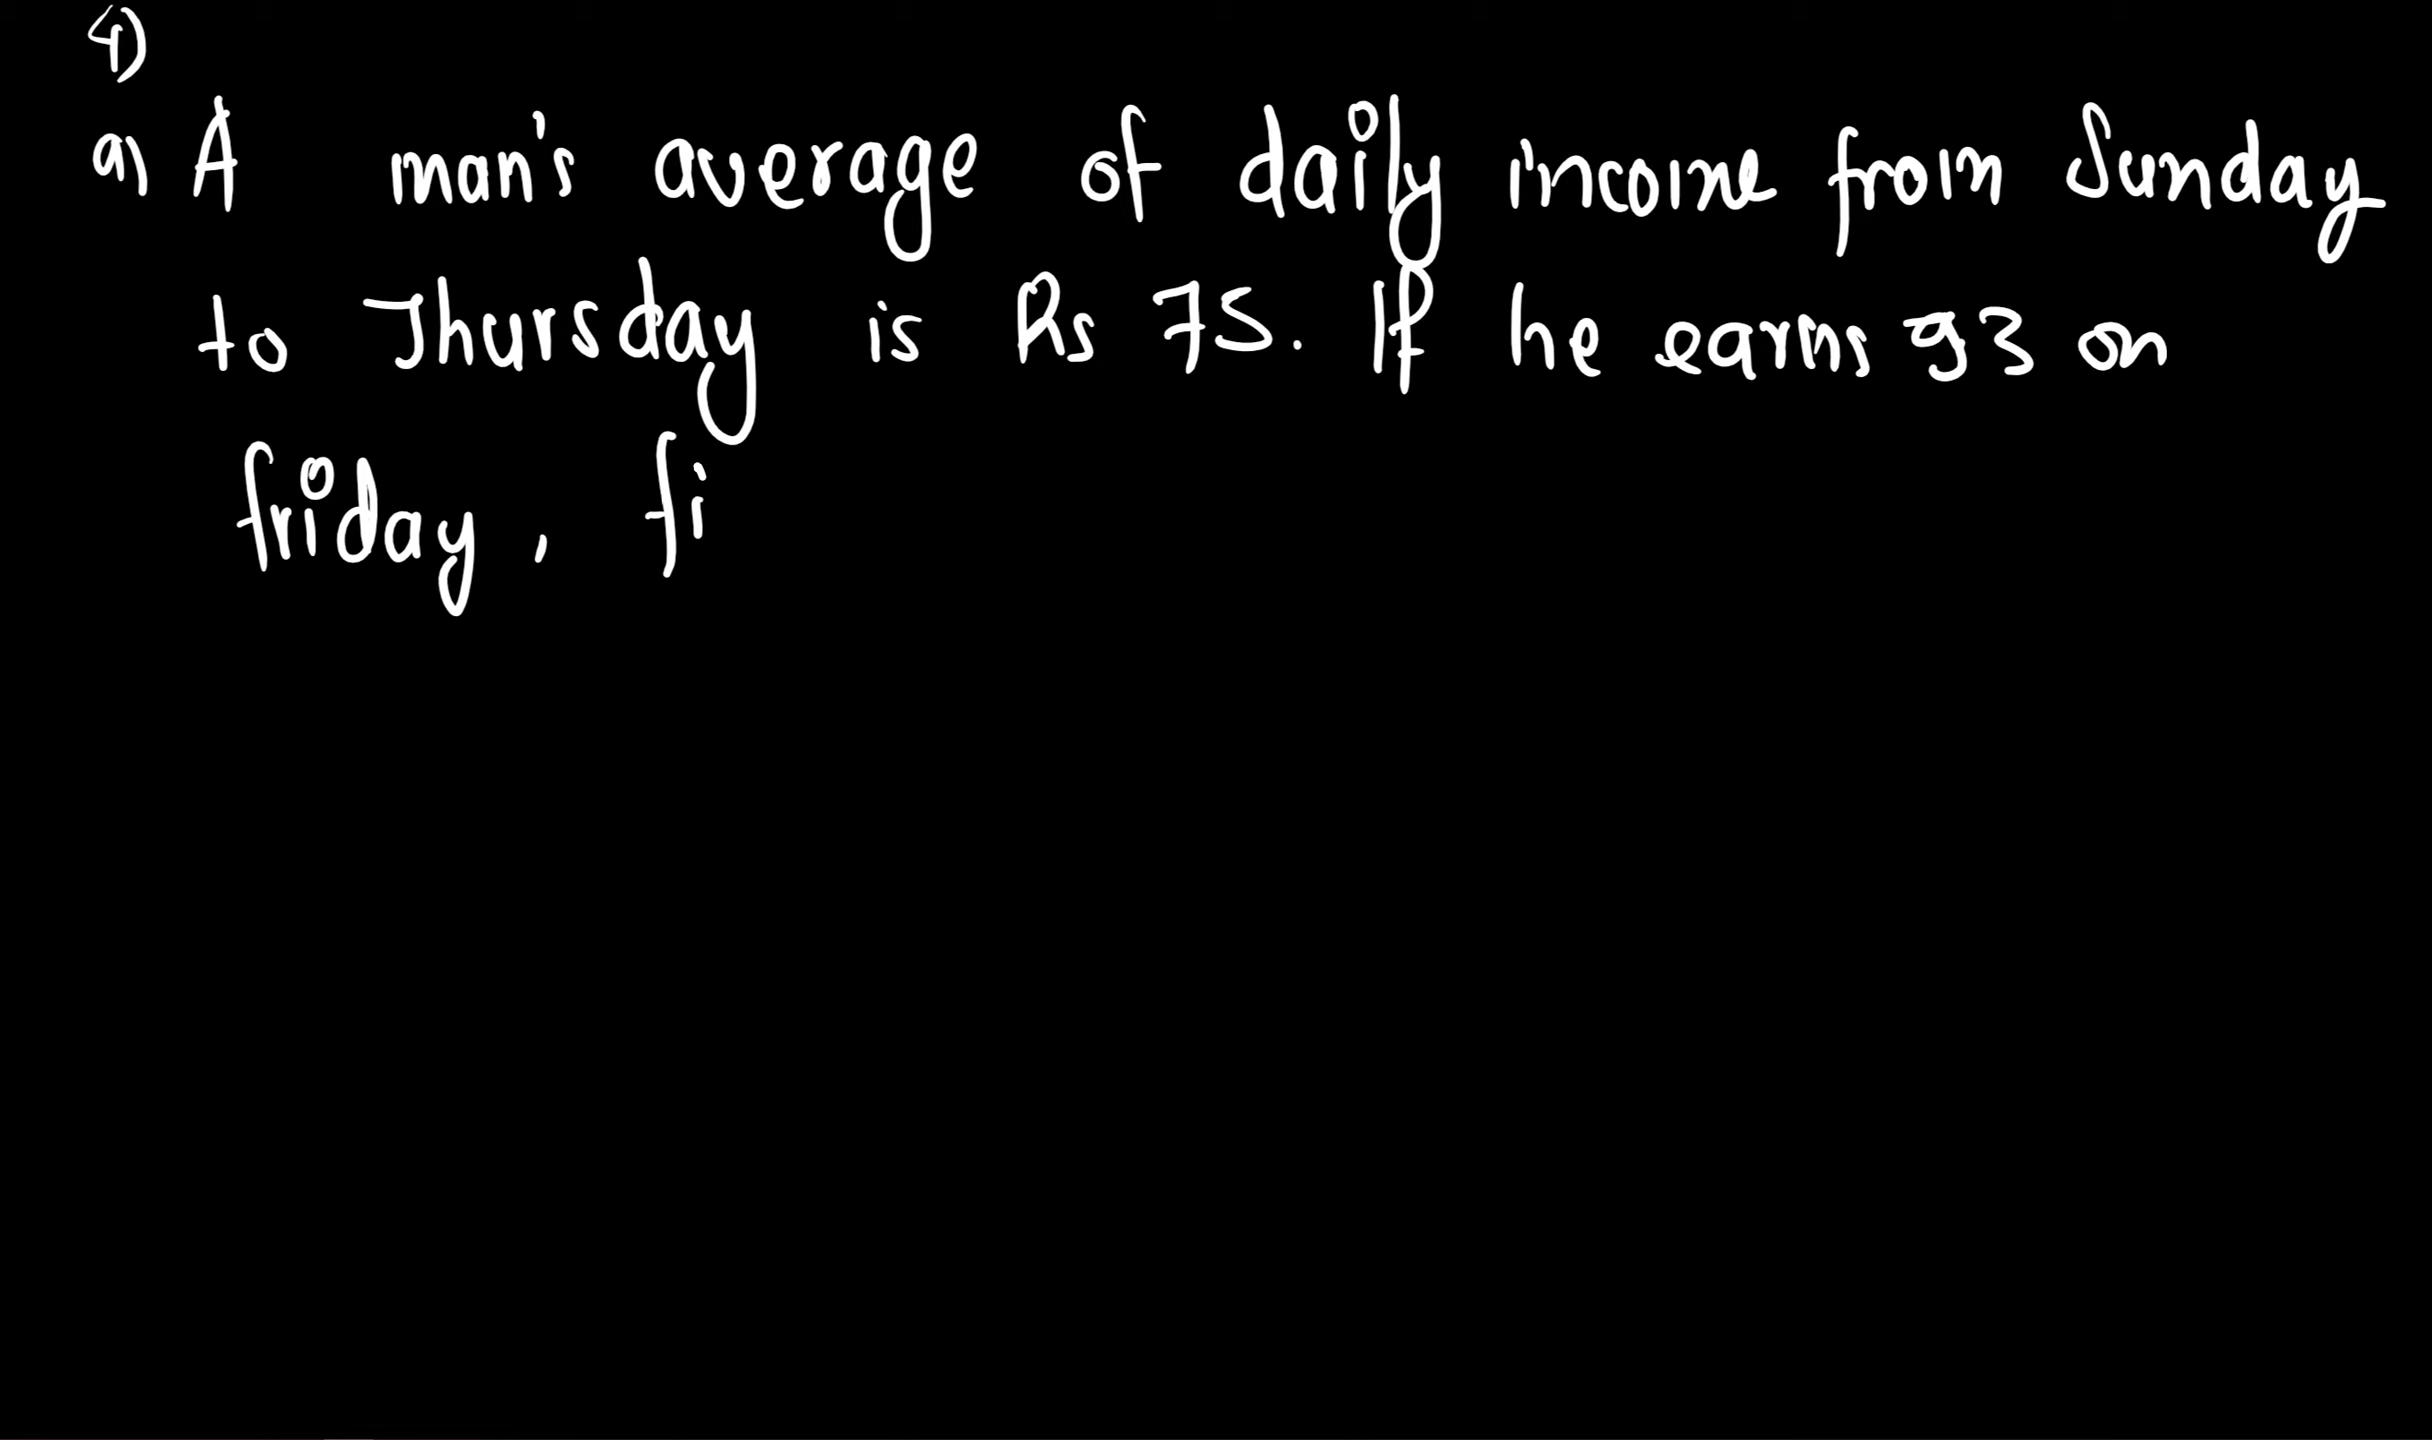 4)
a) A man's average of daily income from Sunday
to Thursday is Rs 75. If he earns 93 on
friday, fi